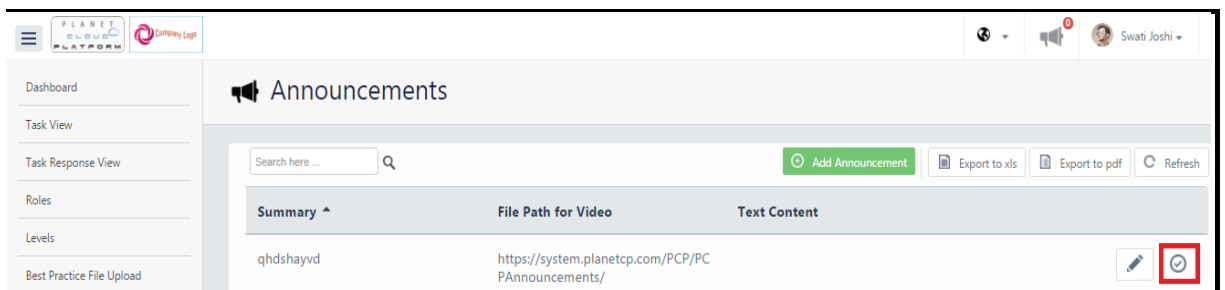 PLANET
CLOUD
PLATFORM
Company Logo
0
Swati Joshi
Dashboard
Announcements
Task View
Task Response View
Search here ...
Add Announcement
Export to xls
Export to pdf
Refresh
Roles
Summary
File Path for Video
Text Content
Levels
qhdshayvd
https://system.planetcp.com/PCP/PC
PAnnouncements/
Best Practice File Upload